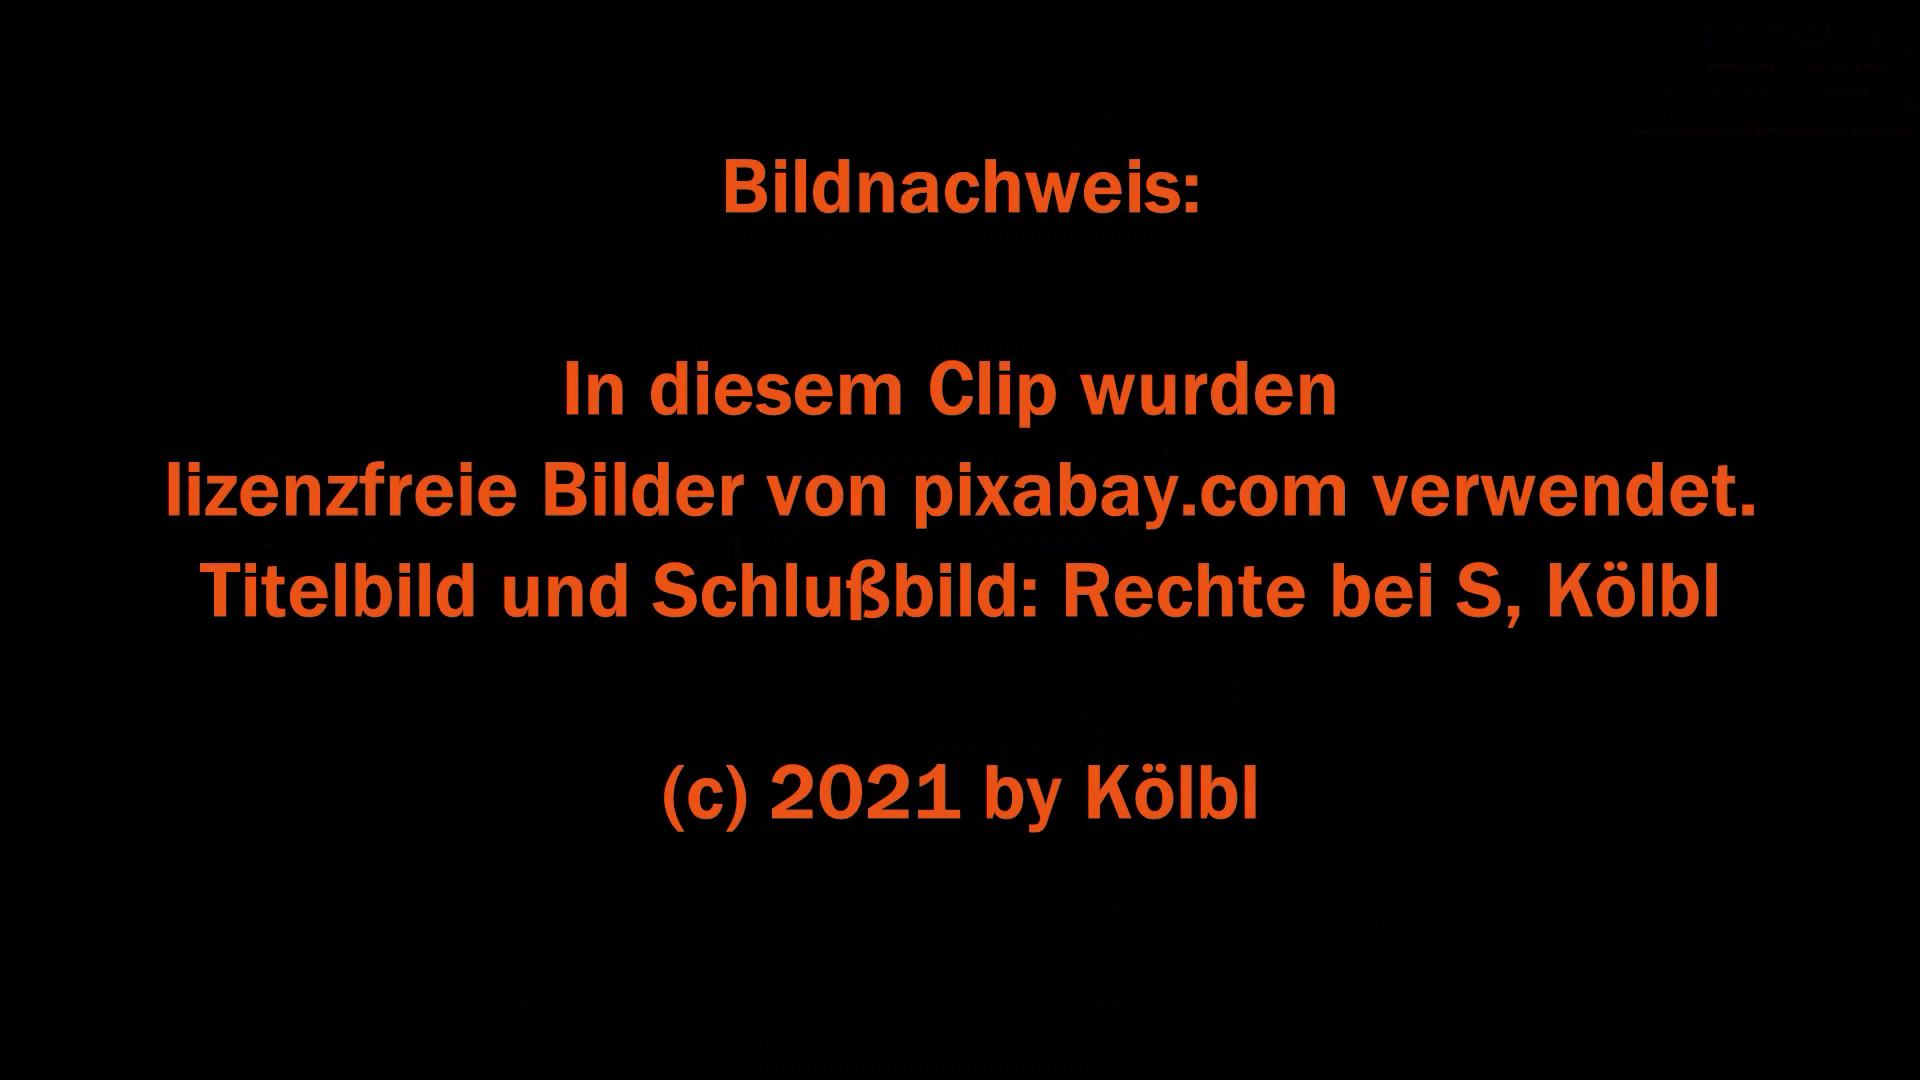 Bildnachweis:
In diesem Clip wurden
lizenzfreie Bilder von pixabay.com verwendet.
Titelbild und Schlußbild: Rechte bei S, Kölbl
(c) 2021 by Kölbl